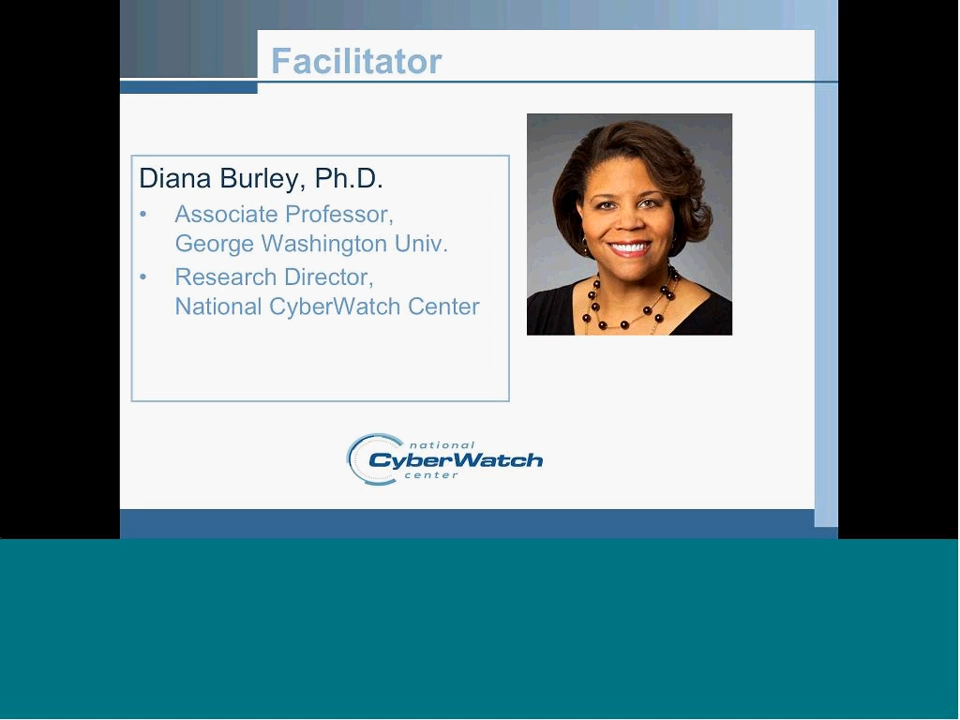 Facilitator
Diana Burley, Ph.D.
• Associate Professor,
George Washington Univ.
• Research Director,
National CyberWatch Center
national
CyberWatch
center